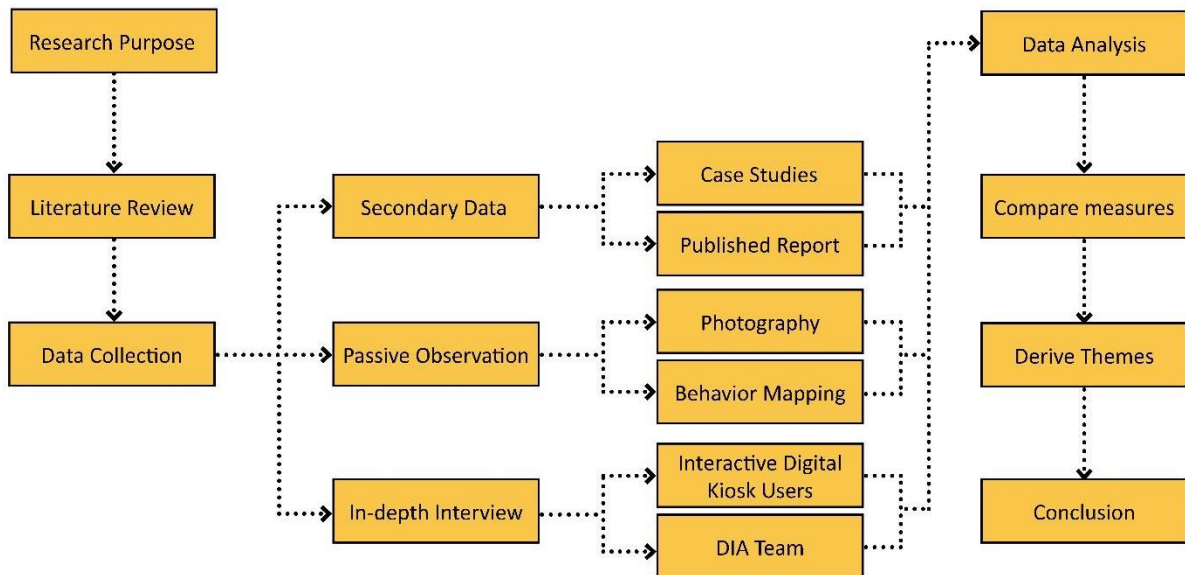 Research Purpose
Literature Review
Data Collection
Secondary Data
Passive Observation
In-depth Interview
Case Studies
Published Report
Photography
Behavior Mapping
Interactive Digital
Kiosk Users
DIA Team
Data Analysis
Compare measures
Derive Themes
Conclusion